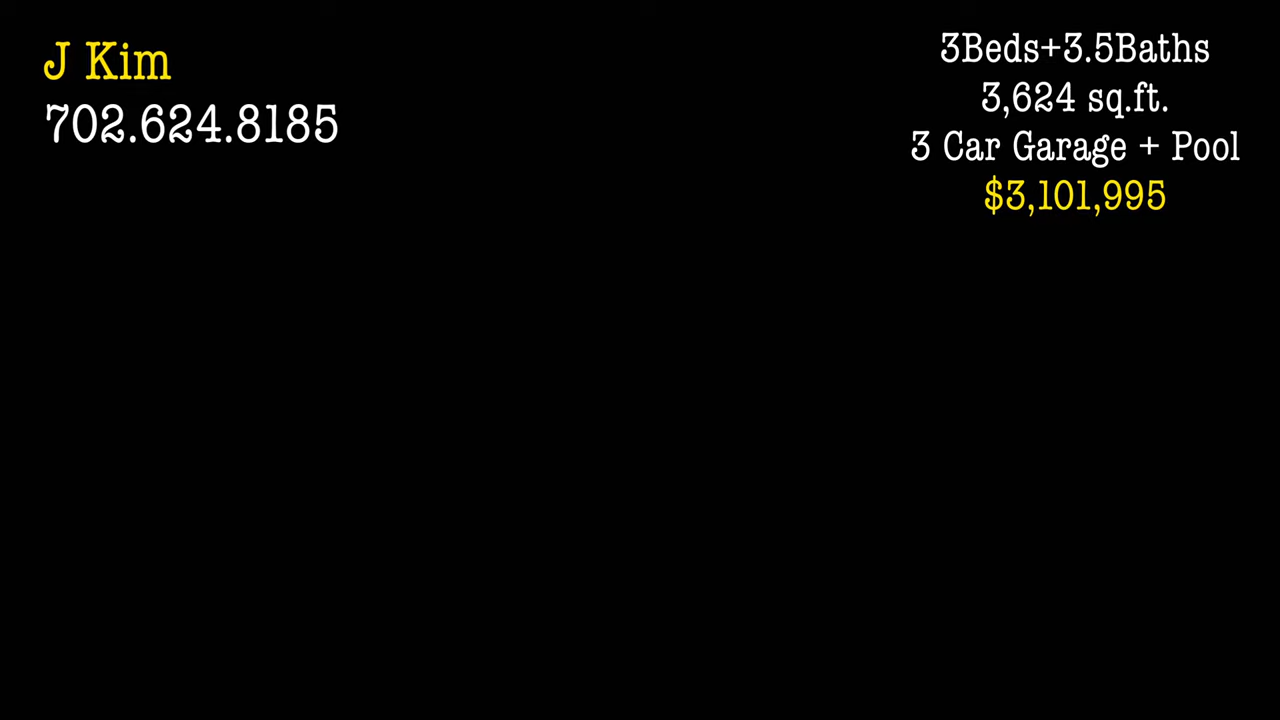 J Kim
702.624.8185
3Beds+3.5Baths
3,624 sq.ft.
3 Car Garage + Pool
$3,101,995